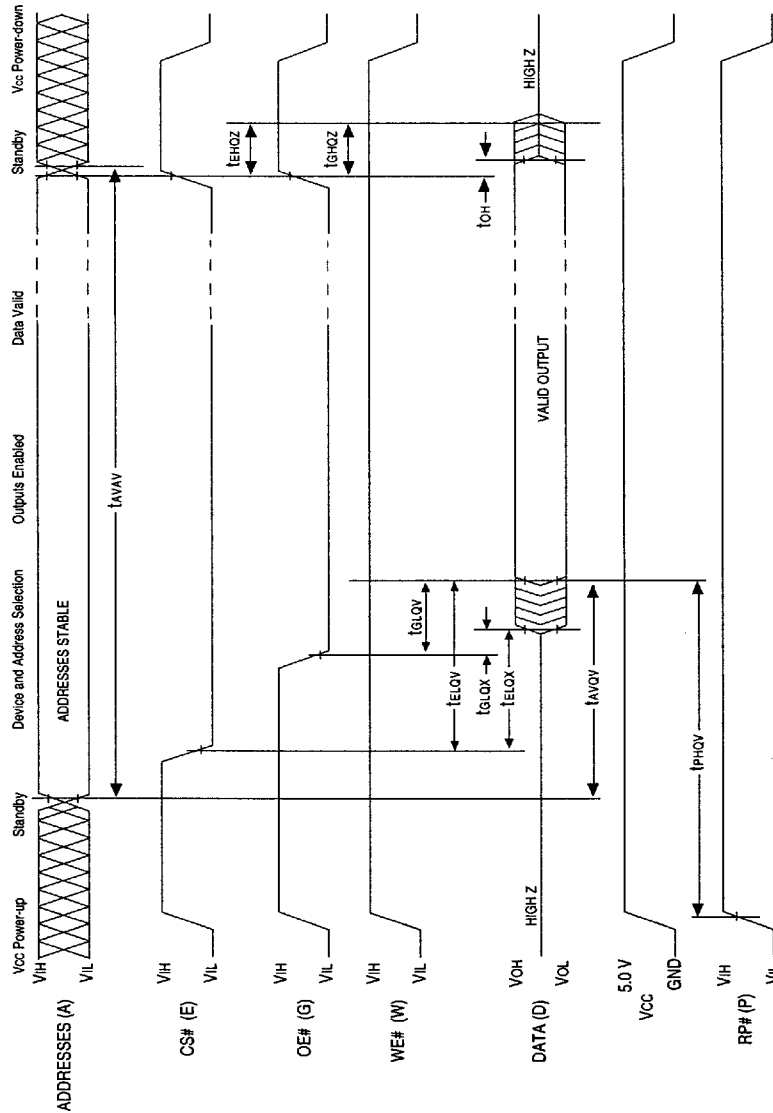 Vcc Power-up
Standby
Device and Address Selection
Outputs Enabled
Data Valid
Standby
Vcc Power-down
ADDRESSES (A)
VIH
VIL
ADDRESSES STABLE
tAVAV
CS# (E)
VIH
VIL
tEHQZ
OE# (G)
VIH
VIL
tGHQZ
WE# (W)
VIH
VIL
tGLQV
tELQV
tGLQX
tELQX
tOH
DATA (D)
VOH
VOL
HIGH Z
VALID OUTPUT
HIGH Z
tAVQV
5.0 V
VCC
GND
tPHQV
RP# (P)
VIH
VIL